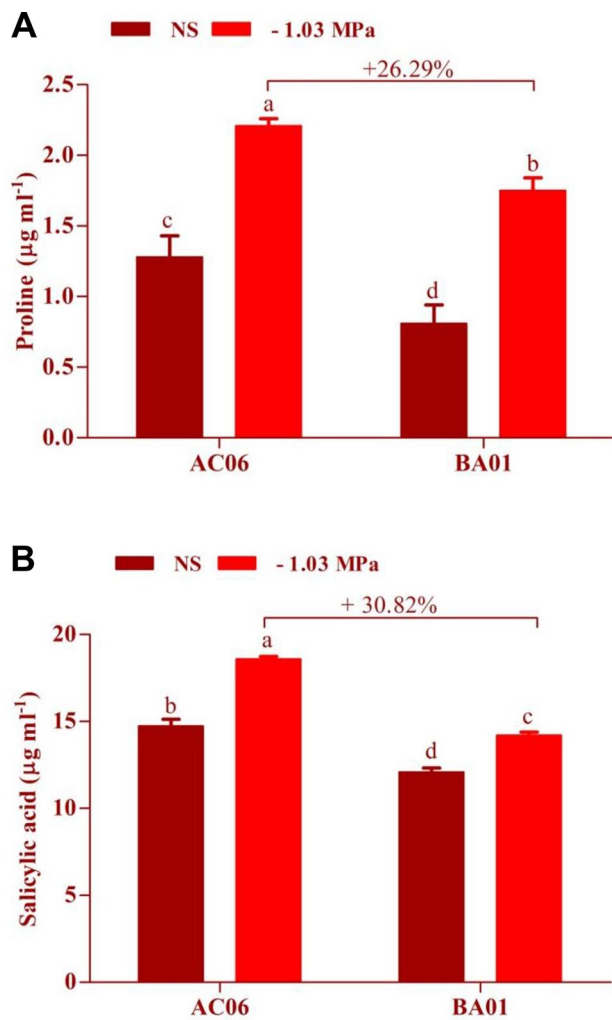 A
NS - 1.03 MPa
+26.29%
Proline (µg ml⁻¹)
2.5
2.0
1.5
1.0
0.5
0.0
c
a
d
b
AC06 BA01
B
NS - 1.03 MPa
+ 30.82%
Salicylic acid (µg ml⁻¹)
20
15
10
5
0
b
a
d
c
AC06 BA01